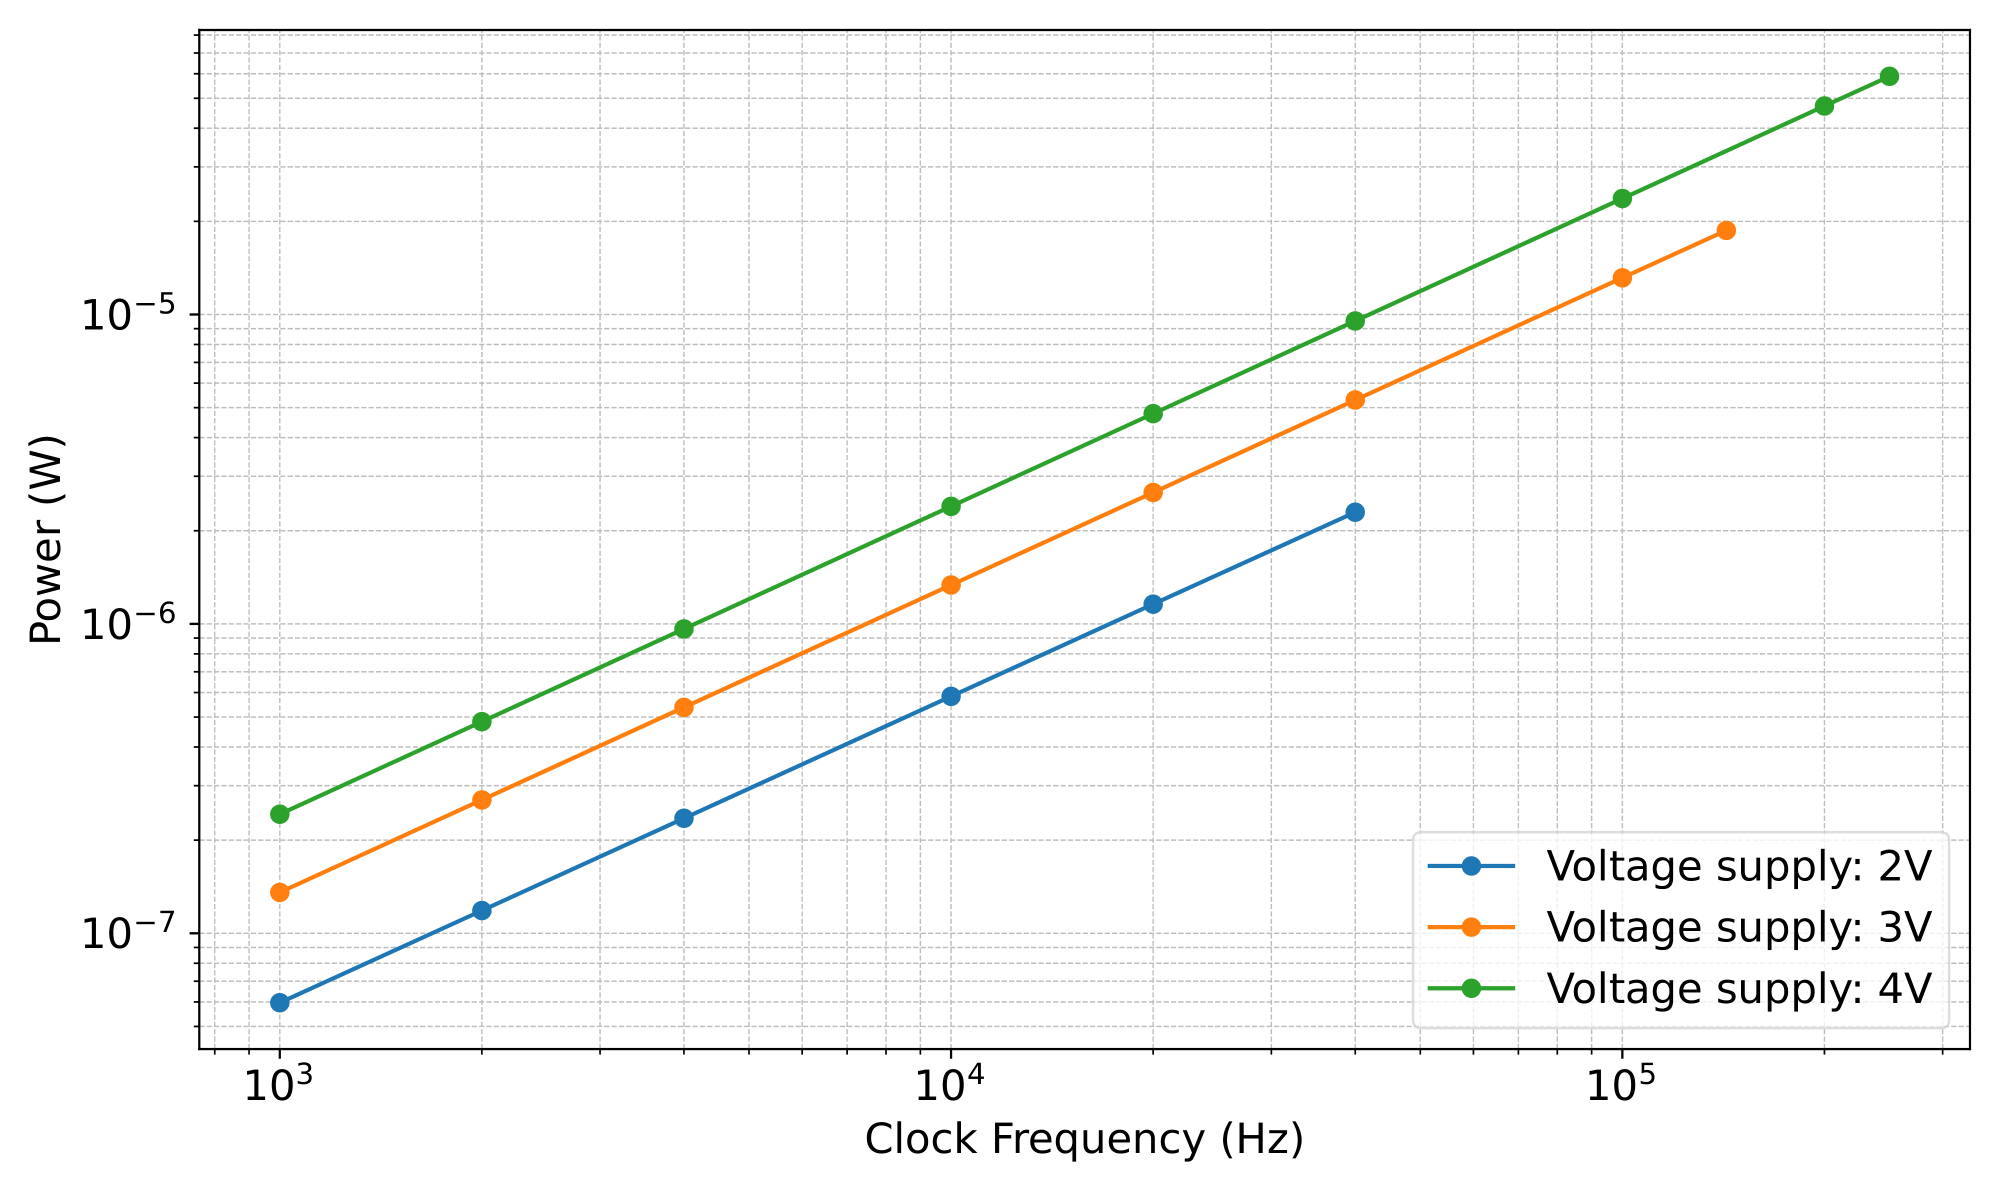 10⁻⁵
10⁻⁶
10⁻⁷
Power (W)
10³
10⁴
10⁵
Clock Frequency (Hz)
Voltage supply: 2V
Voltage supply: 3V
Voltage supply: 4V